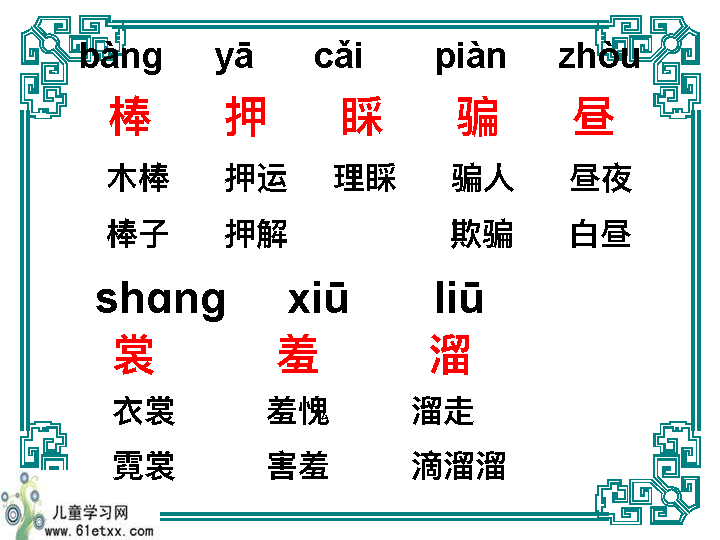 bàng yā cǎi piàn zhòu
棒 押 睬 骗 昼
木棒 押运 理睬 骗人 昼夜
棒子 押解 欺骗 白昼
shɑng xiū liū
裳 羞 溜
衣裳 羞愧 溜走
霓裳 害羞 滴溜溜
儿童学习网
www.61etxx.com